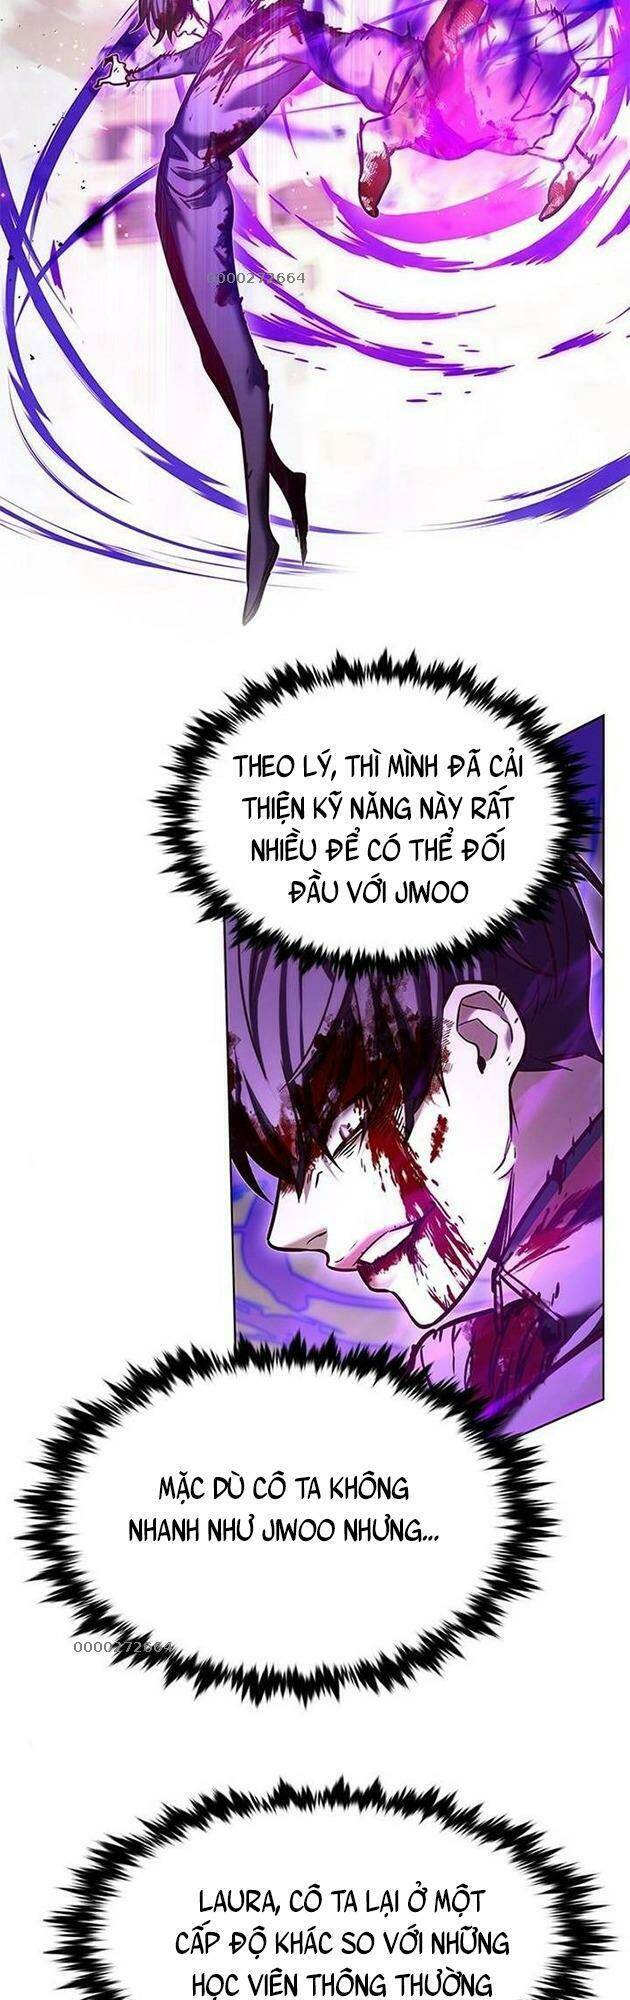 0000272664
THEO LÝ, THÌ MÌNH ĐÃ CẢI
THIỆN KỸ NĂNG NÀY RẤT
NHIỀU ĐỂ CÓ THỂ ĐỐI
ĐẦU VỚI JIWOO
MẶC DÙ CÔ TA KHÔNG
NHANH NHƯ JIWOO NHƯNG...
0000272664
LAURA, CÔ TA LẠI Ở MỘT
CẤP ĐỘ KHÁC SO VỚI NHỮNG
HỌC VIÊN THÔNG THƯỜNG